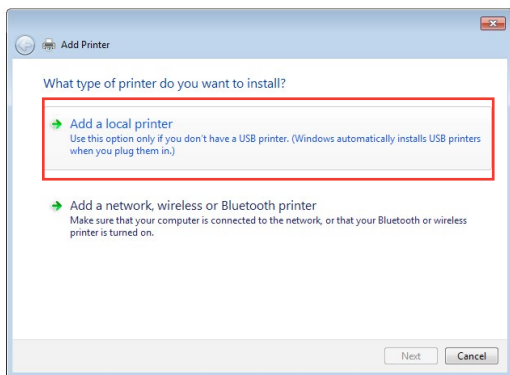 Add Printer
What type of printer do you want to install?
Add a local printer
Use this option only if you don't have a USB printer. (Windows automatically installs USB printers
when you plug them in.)
Add a network, wireless or Bluetooth printer
Make sure that your computer is connected to the network, or that your Bluetooth or wireless
printer is turned on.
Next Cancel